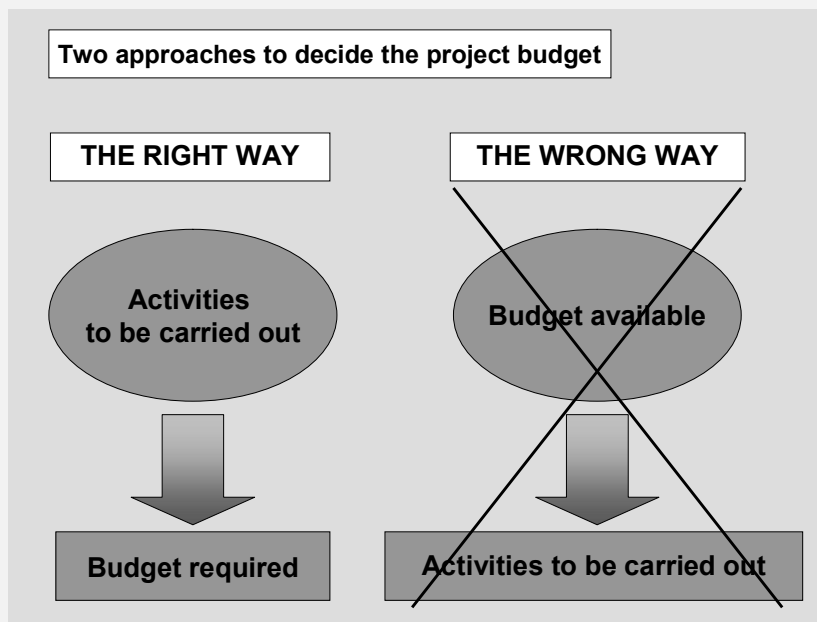 Two approaches to decide the project budget
THE RIGHT WAY
Activities
to be carried out
Budget required
THE WRONG WAY
Budget available
Activities to be carried out